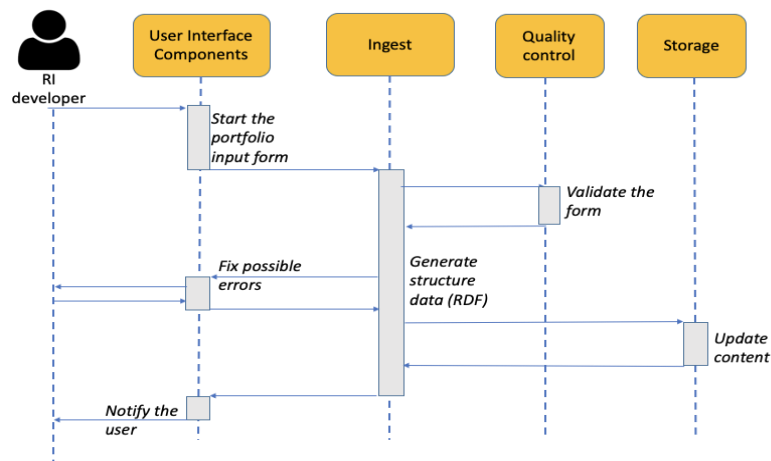 User Interface
Components
Ingest
Quality
control
Storage
RI
developer
Start the
portfolio
input form
Validate the
form
Fix possible
errors
Generate
structure
data (RDF)
Update
content
Notify the
user